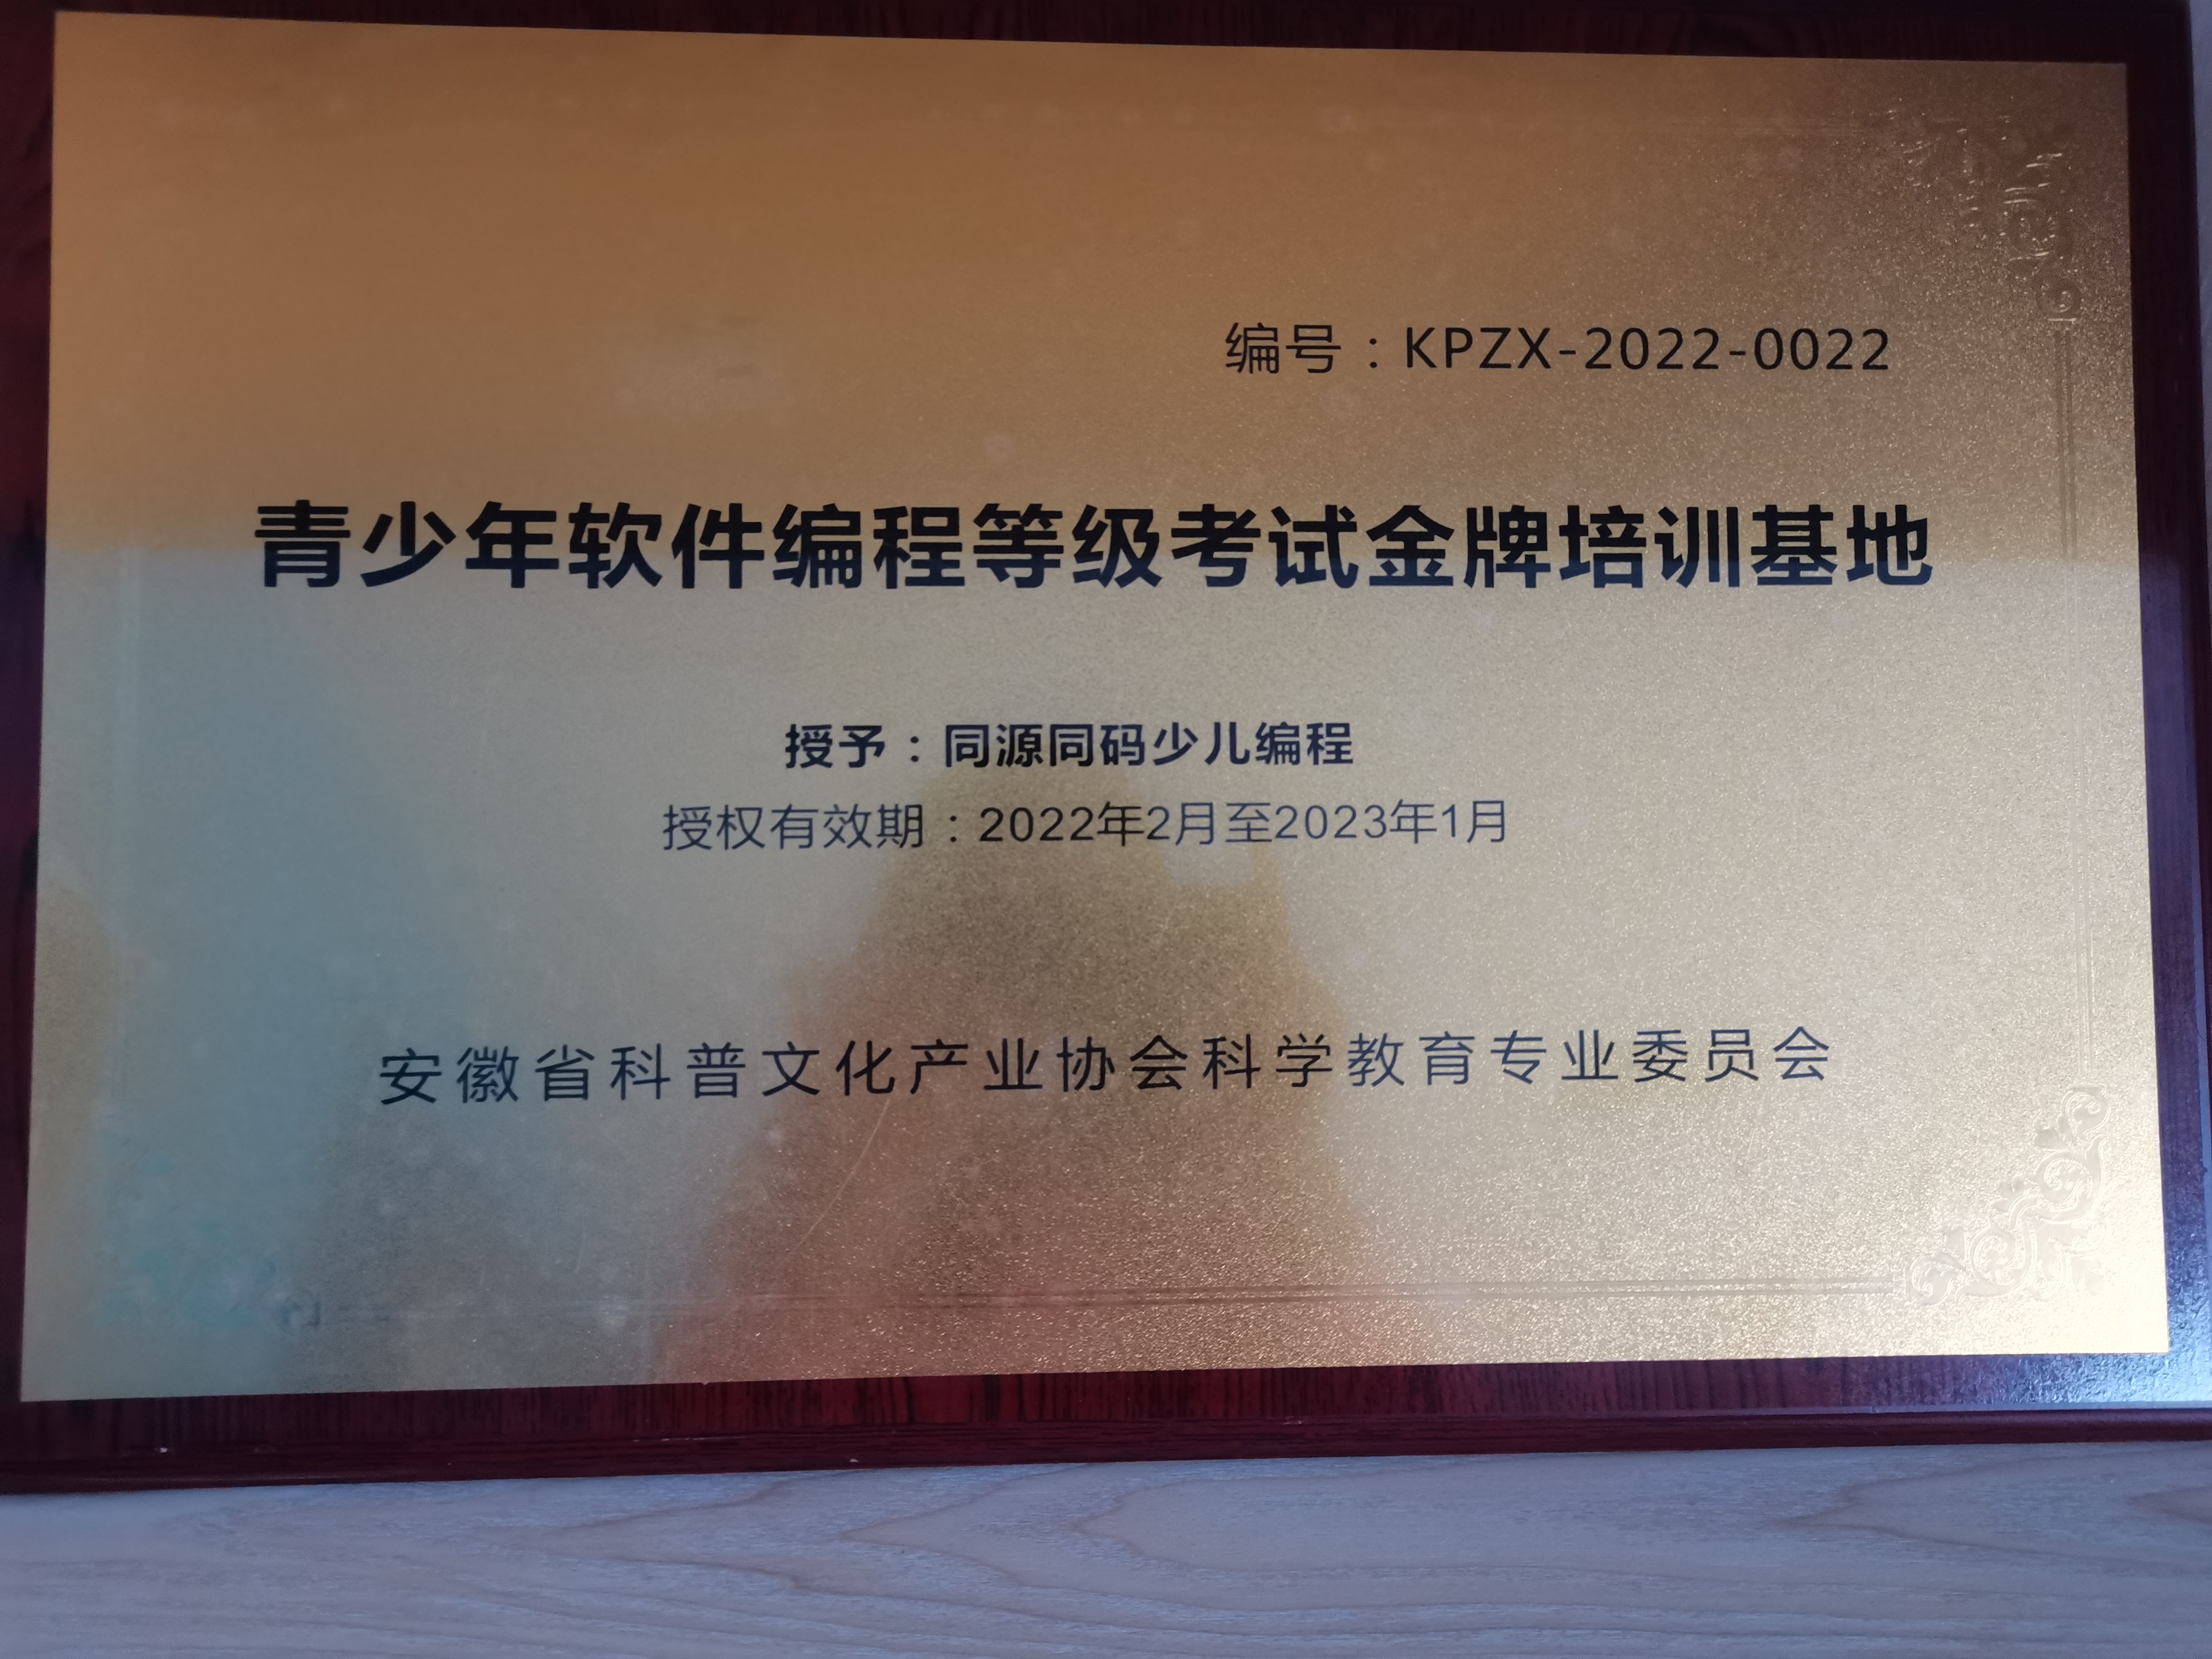 编号：KPZX-2022-0022
青少年软件编程等级考试金牌培训基地
授予：同源同码少儿编程
授权有效期：2022年2月至2023年1月
安徽省科普文化产业协会科学教育专业委员会